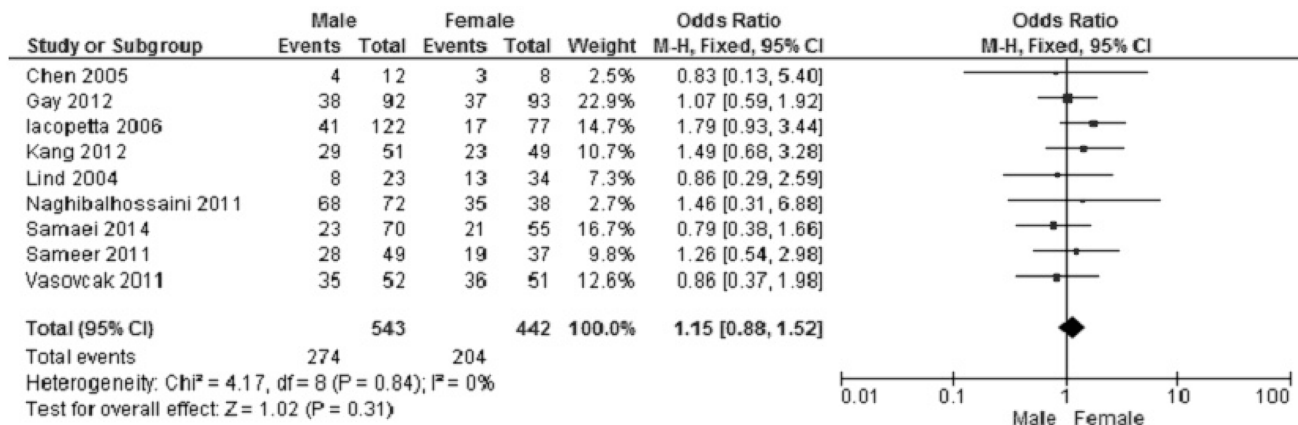 Male Female Odds Ratio Odds Ratio
Study or Subgroup Events Total Events Total Weight M-H, Fixed, 95% CI M-H, Fixed, 95% CI
Chen 2005 4 12 3 8 2.5% 0.83 [0.13, 5.40]
Gay 2012 38 92 37 93 22.9% 1.07 [0.59, 1.92]
Iacopetta 2006 41 122 17 77 14.7% 1.79 [0.93, 3.44]
Kang 2012 29 51 23 49 10.7% 1.49 [0.68, 3.28]
Lind 2004 8 23 13 34 7.3% 0.86 [0.29, 2.59]
Naghibalhossaini 2011 68 72 35 38 2.7% 1.46 [0.31, 6.88]
Samaei 2014 23 70 21 55 16.7% 0.79 [0.38, 1.66]
Sameer 2011 28 49 19 37 9.8% 1.26 [0.54, 2.98]
Vasovcak 2011 35 52 36 51 12.6% 0.86 [0.37, 1.98]
Total (95% CI) 543 442 100.0% 1.15 [0.88, 1.52]
Total events 274 204
Heterogeneity: Chi² = 4.17, df = 8 (P = 0.84); I² = 0%
Test for overall effect: Z = 1.02 (P = 0.31)
0.01 0.1 1 10 100
Male Female